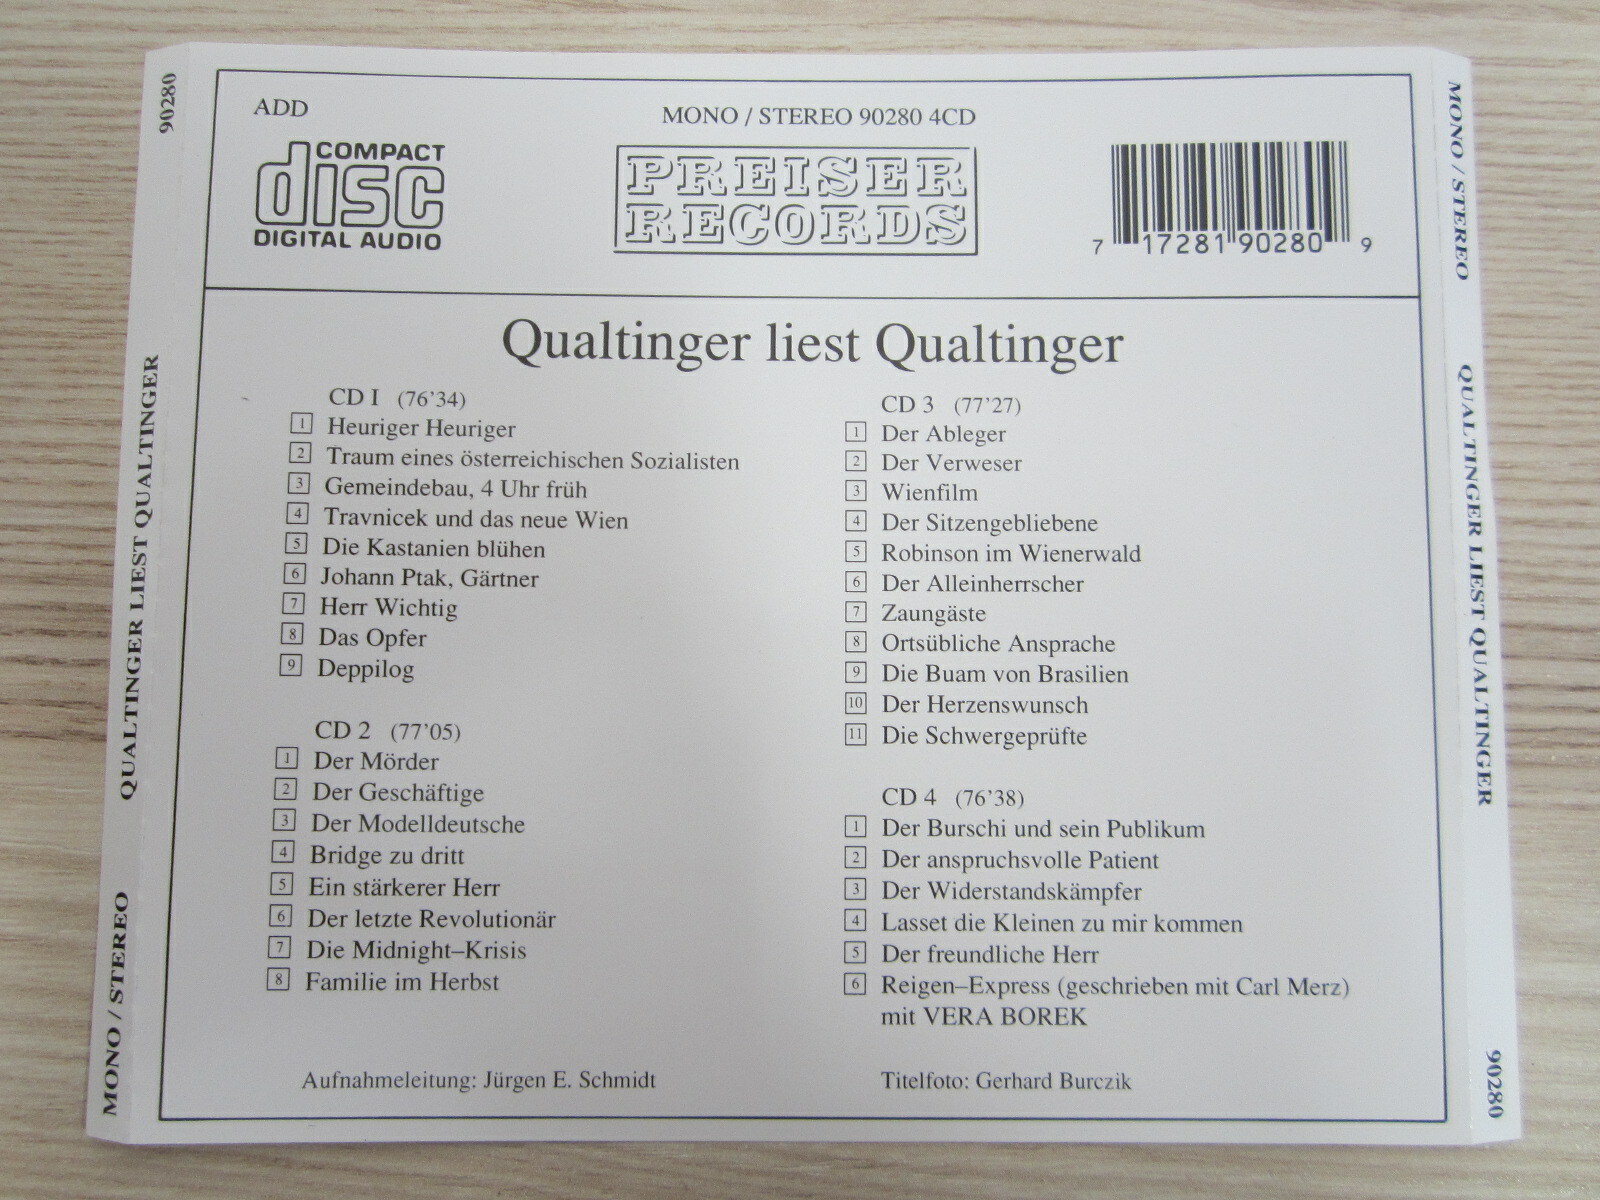 ADD
MONO / STEREO 90280 4CD
COMPACT
disc
DIGITAL AUDIO
PREISER
RECORDS
7 17281 90280 9
Qualtinger liest Qualtinger
CD I (76'34)
1 Heuriger Heuriger
2 Traum eines österreichischen Sozialisten
3 Gemeindebau, 4 Uhr früh
4 Travnicek und das neue Wien
5 Die Kastanien blühen
6 Johann Ptak, Gärtner
7 Herr Wichtig
8 Das Opfer
9 Deppilog
CD 2 (77'05)
1 Der Mörder
2 Der Geschäftige
3 Der Modelldeutsche
4 Bridge zu dritt
5 Ein stärkerer Herr
6 Der letzte Revolutionär
7 Die Midnight–Krisis
8 Familie im Herbst
CD 3 (77'27)
1 Der Ableger
2 Der Verweser
3 Wienfilm
4 Der Sitzengebliebene
5 Robinson im Wienerwald
6 Der Alleinherrscher
7 Zaungäste
8 Ortsübliche Ansprache
9 Die Buam von Brasilien
10 Der Herzenswunsch
11 Die Schwergeprüfte
CD 4 (76'38)
1 Der Burschi und sein Publikum
2 Der anspruchsvolle Patient
3 Der Widerstandskämpfer
4 Lasset die Kleinen zu mir kommen
5 Der freundliche Herr
6 Reigen–Express (geschrieben mit Carl Merz)
mit VERA BOREK
Aufnahmeleitung: Jürgen E. Schmidt
Titelfoto: Gerhard Burczik
MONO / STEREO QUALTINGER LIEST QUALTINGER 90280
MONO / STEREO QUALTINGER LIEST QUALTINGER 90280